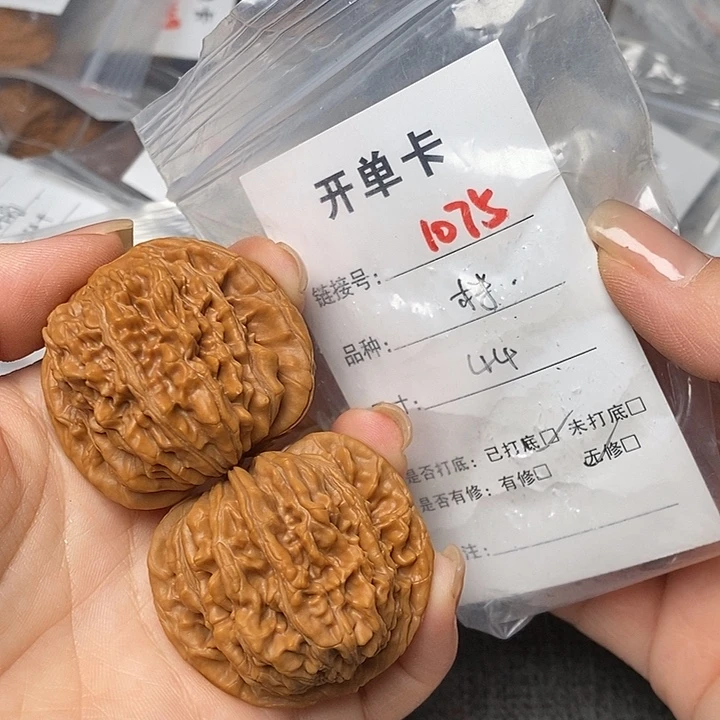 开单卡
链接号: 1075
品种:
寸: 44
是否打底: 已打底☐ 未打底☐
是否有修: 有修☐ 无修☐
注: